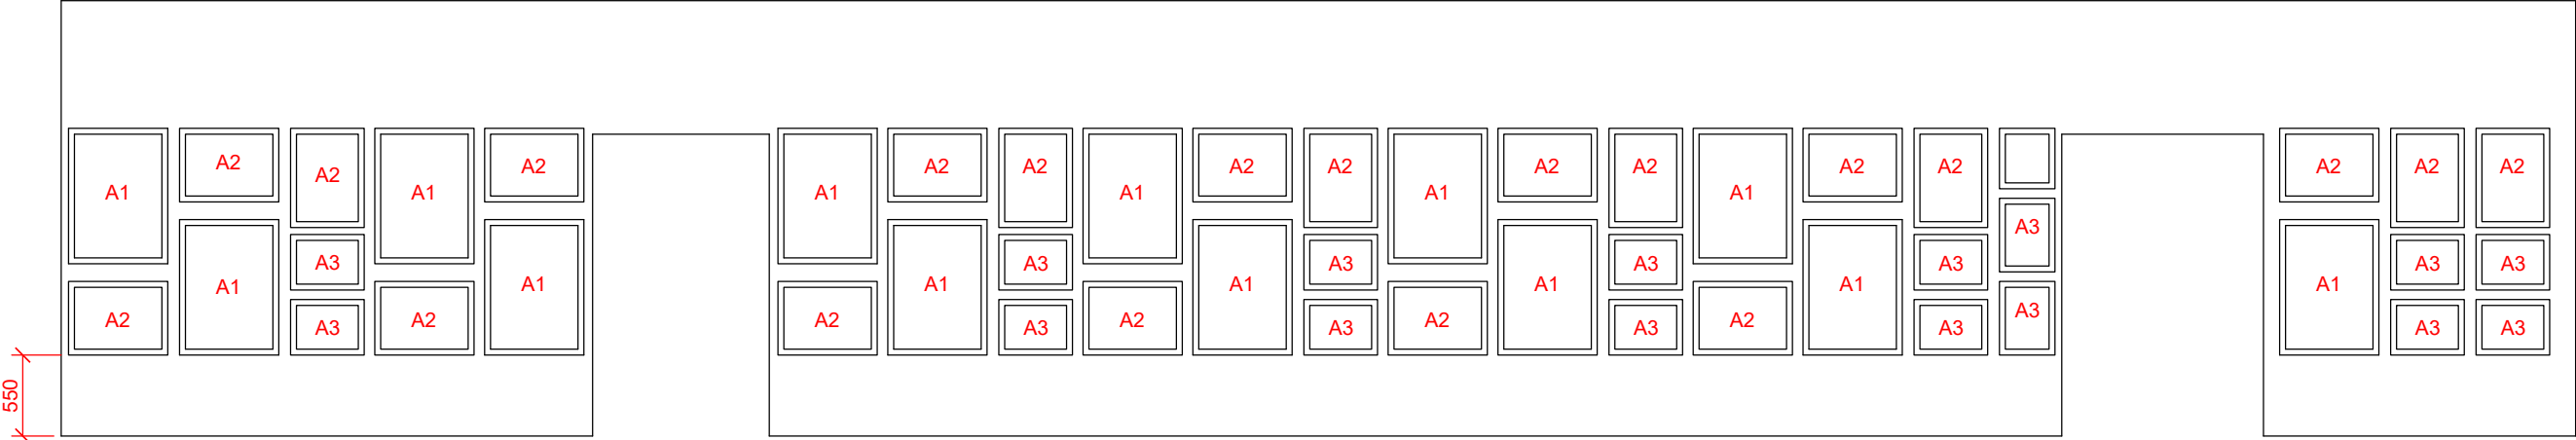 A2
A2 A2 A2 A2 A2 A2 A2 A2 A2 A2 A2 A2 A2
A2
A1 A1 A1 A1 A1 A1
A3 A3
A3 A3 A3 A3 A3 A3 A3
A1 A1 A1 A1 A1 A1 A1
A3
A2 A2 A2 A2 A2 A2
A3 A3 A3 A3 A3 A3 A3
550